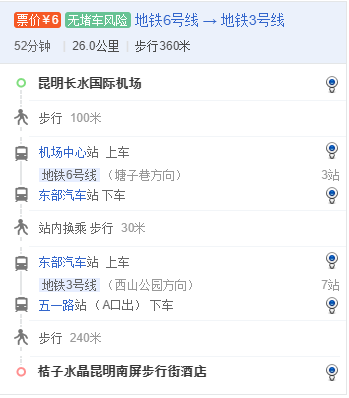 票价¥6 无堵车风险 地铁6号线 → 地铁3号线
52分钟 | 26.0公里 | 步行360米
昆明长水国际机场
步行 100米
机场中心站 上车
地铁6号线（塘子巷方向） 3站
东部汽车站 下车
站内换乘 步行 30米
东部汽车站 上车
地铁3号线（西山公园方向） 7站
五一路站 （A口出） 下车
步行 240米
桔子水晶昆明南屏步行街酒店